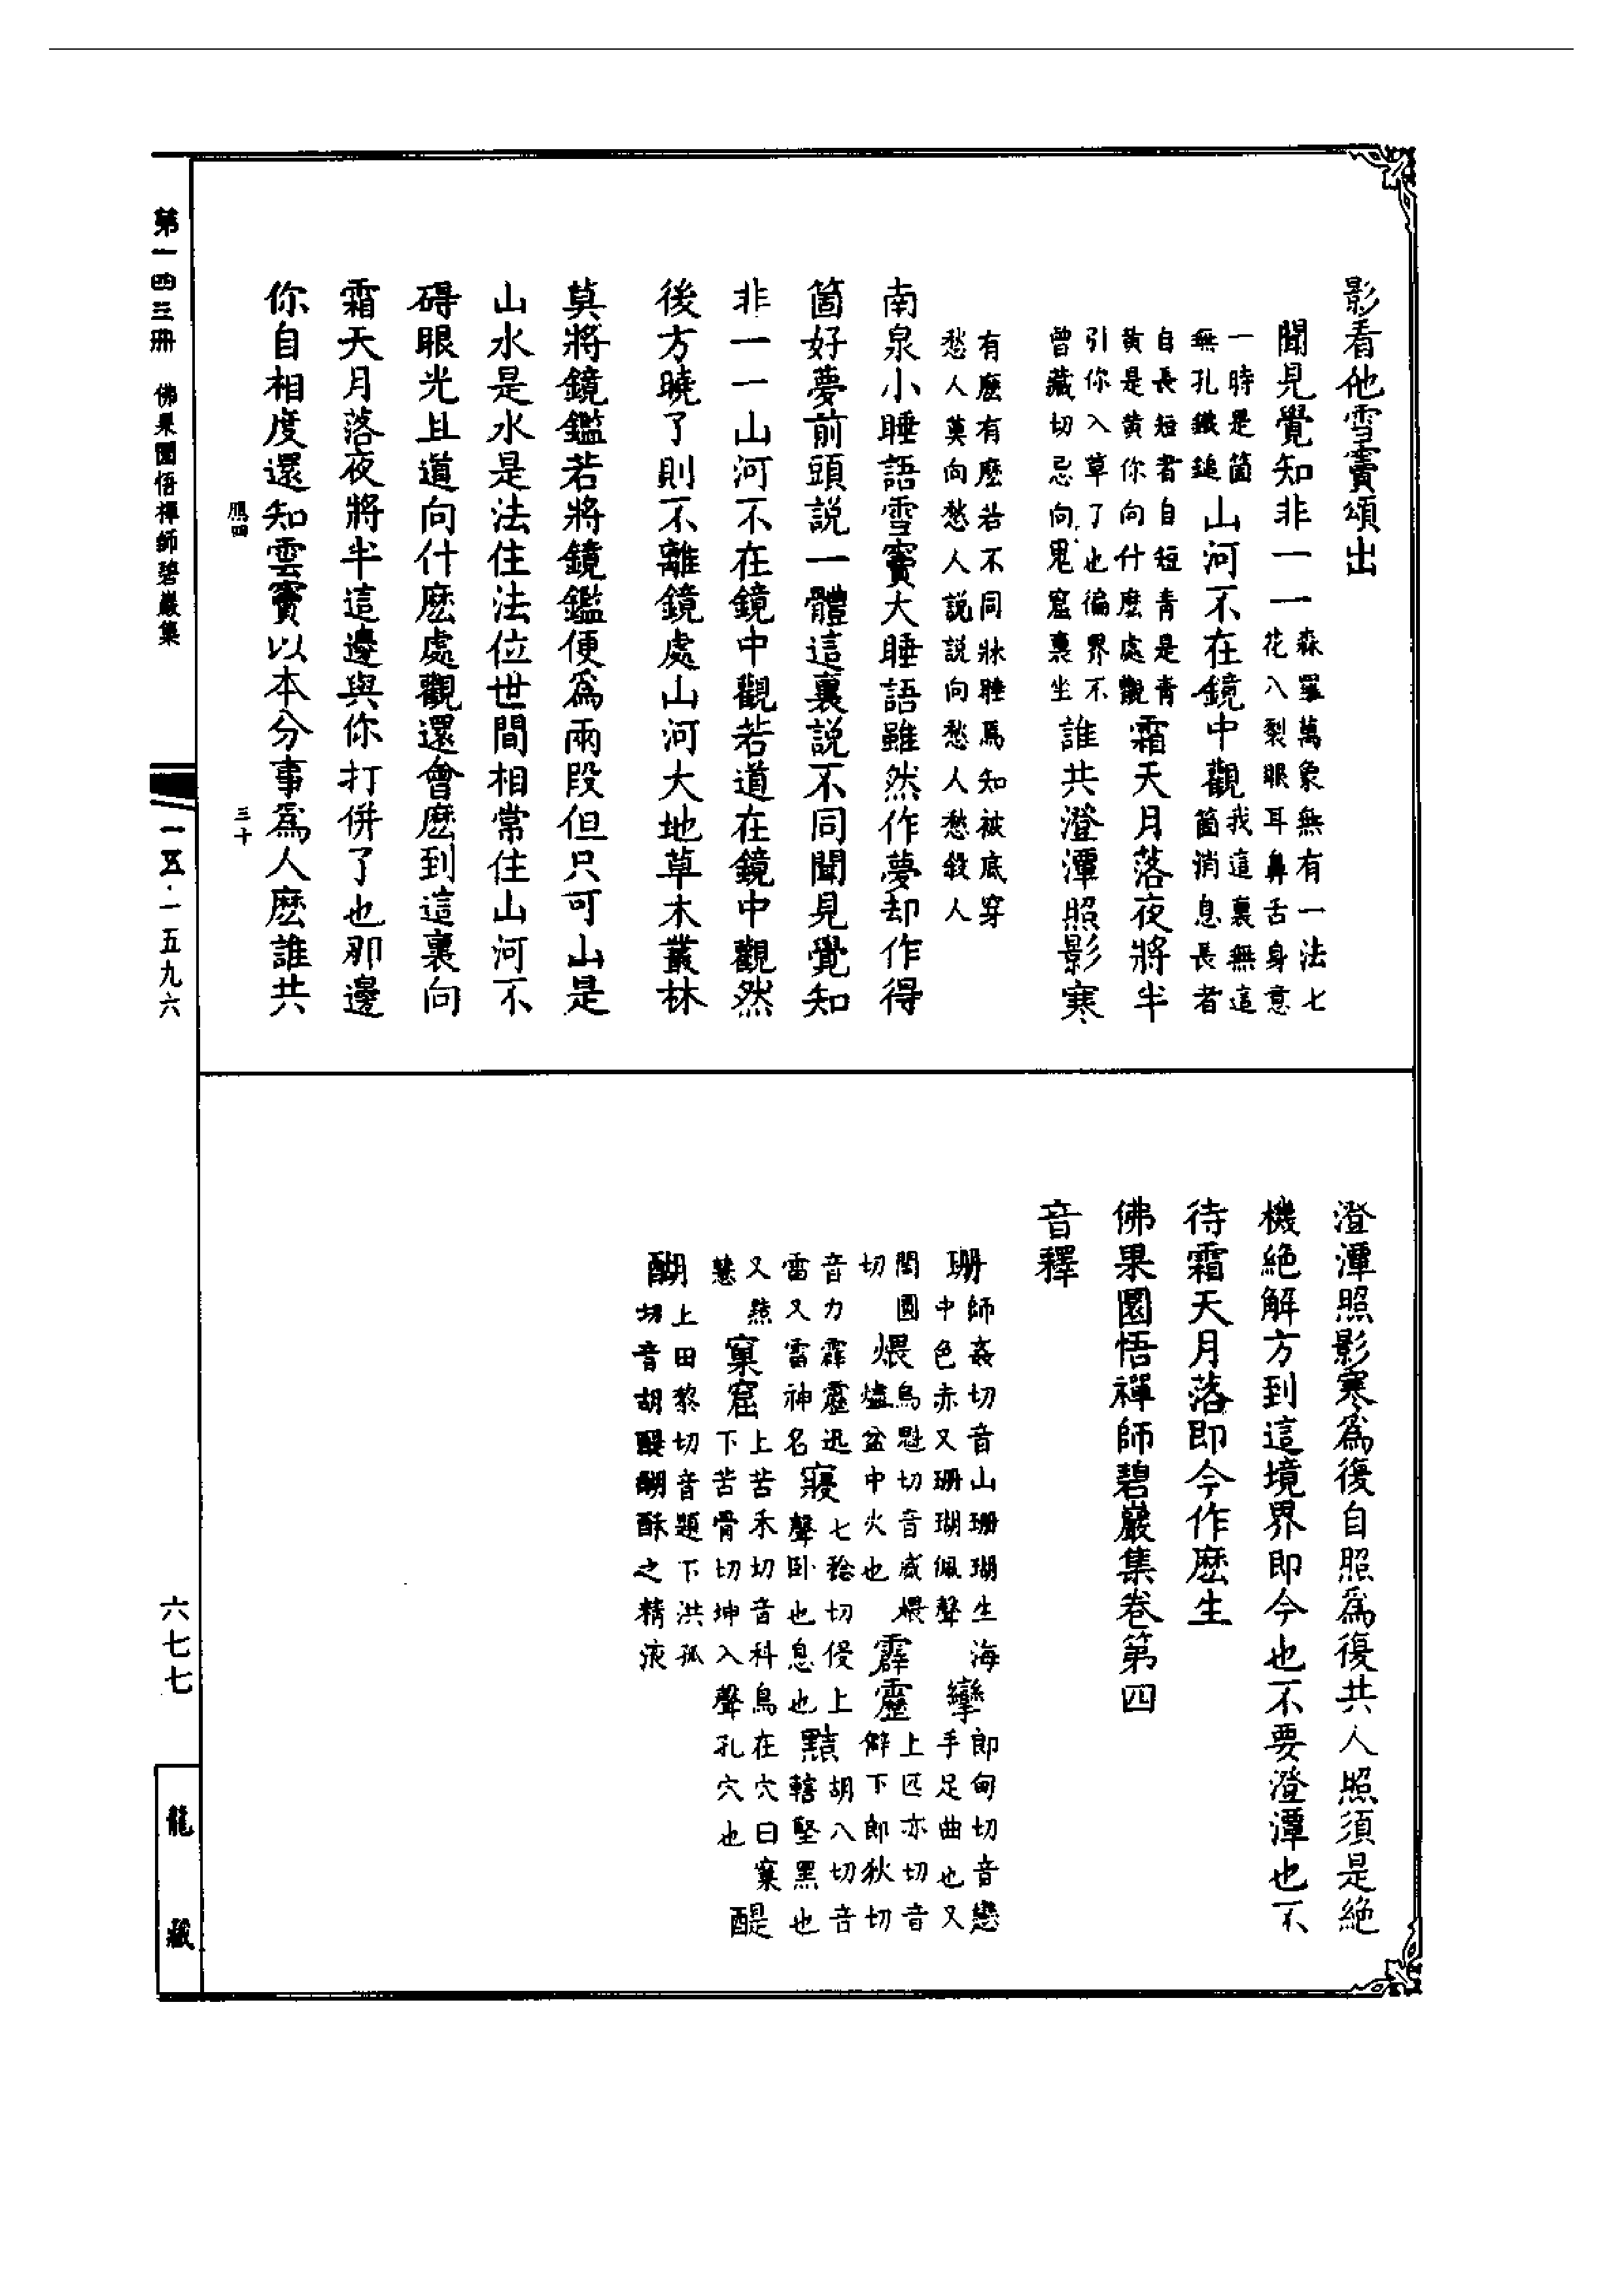 影看他雪竇頌出
聞見覺知非一一森羅萬象無有一法七花八裂眼耳鼻舌身意
一時是箇無孔鐵鎚山河不在鏡中觀我這裏無這箇消息長者
自長短者自短青是青黄是黄你向什麽處觀霜天月落夜將半
引你入草了也徧界不曾藏切忌向鬼窟裏坐誰共澄潭照影寒
有麽有麽若不同牀睡焉知被底穿愁人莫向愁人説説向愁人愁殺人
南泉小睡語雪竇大睡語雖然作夢却作得
箇好夢前頭説一體這裏説不同聞見覺知
非一一山河不在鏡中觀若道在鏡中觀然
後方曉了則不離鏡處山河大地草木叢林
莫將鏡鑑若將鏡鑑便爲兩段但只可山是
山水是水是法住法位世間相常住山河不
礙眼光且道向什麽處觀還會麽到這裏向
霜天月落夜將半這邊與你打併了也那邊
你自相度還知雪竇以本分事爲人麽誰共
四
三十
澄潭照影寒爲復自照爲復共人照須是絶
機絶解方到這境界即今也不要澄潭也不
待霜天月落即今作麽生
佛果圜悟禪師碧巖集卷第四
音釋
珊師姦切音山珊瑚生海中色赤又珊瑚佩聲 攣郎甸切音戀手足曲也又
閭圓切 煨烏魁切音威煨爐盆中火也 霹靂上匹亦切音僻下郎狄切
音力霹靂迅雷又雷神名 寢七稔切侵上聲卧也息也 黠胡八切音轄堅黑也
又慧 窠窟上苦禾切音科鳥在穴曰窠下苦骨切坤入聲孔穴也 醍
醐上田黎切音題下洪孤切音胡醍醐酥之精液
第一四三册 佛果圜悟禪師碧巖集
一五·一五九六
六七七
龍藏